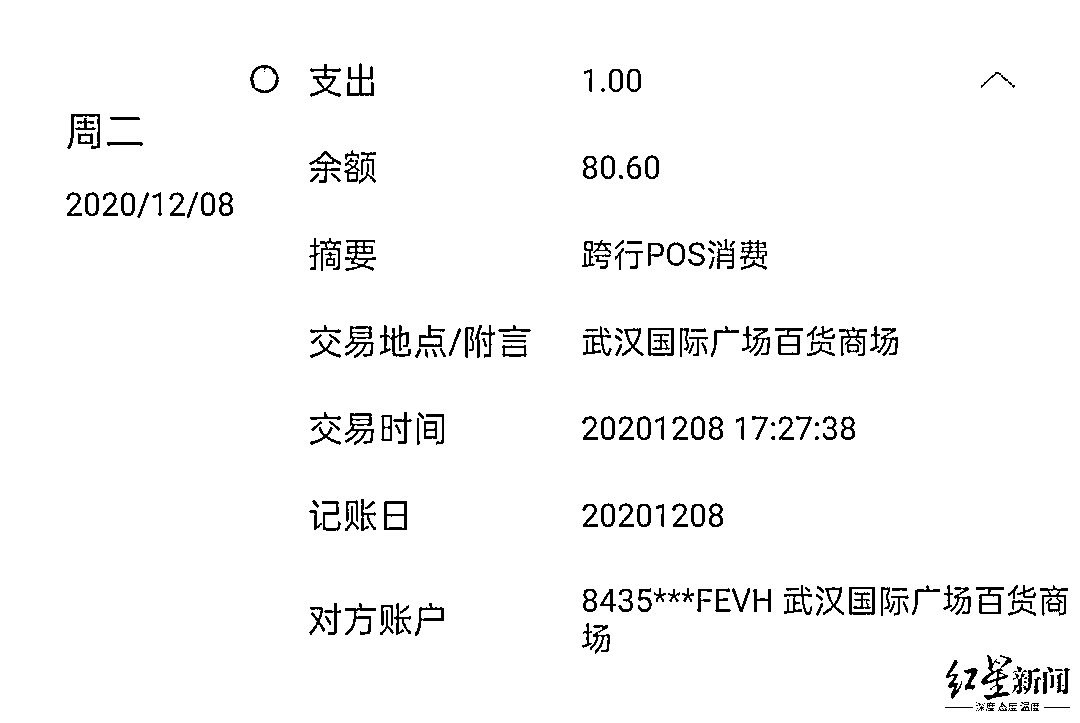 支出 1.00
周二
余额 80.60
2020/12/08
摘要 跨行POS消费
交易地点/附言 武汉国际广场百货商场
交易时间 20201208 17:27:38
记账日 20201208
对方账户 8435***FEVH 武汉国际广场百货商
场
红星新闻
深度 态度 温度